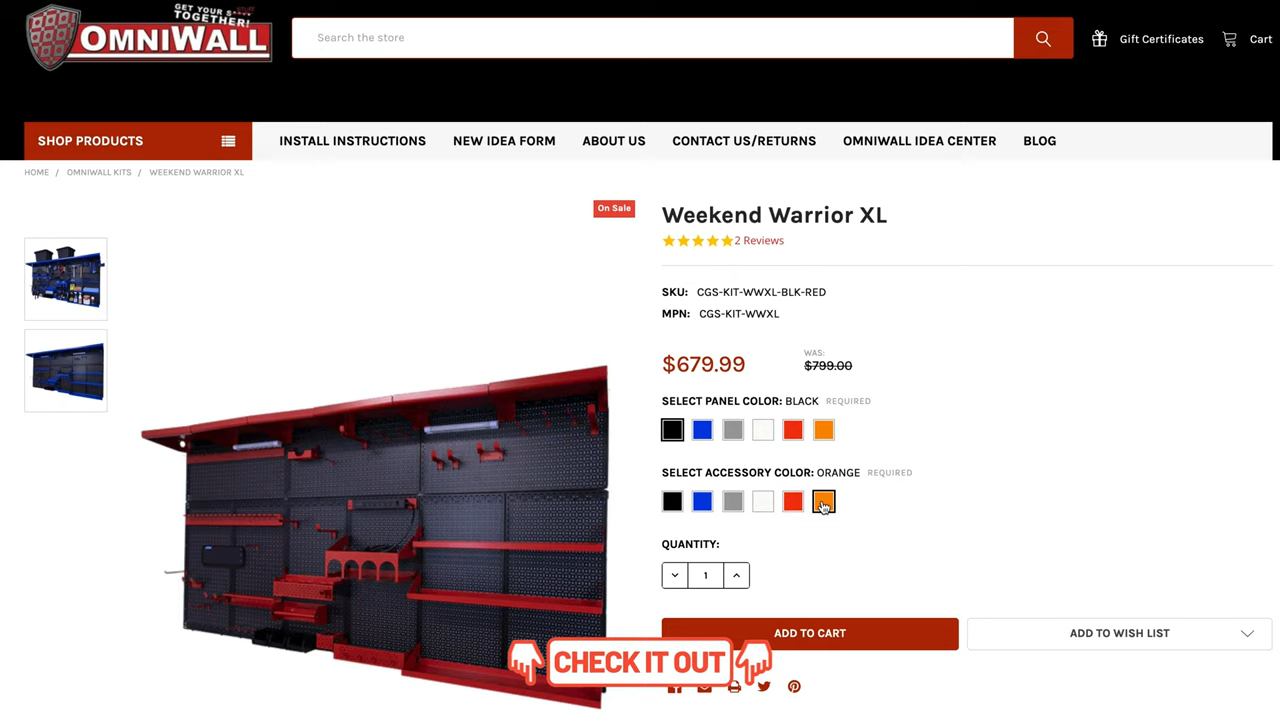 GET YOUR S
STUFF
TOGETHER!
OMNIWALL
Search the store
Gift Certificates
Cart
SHOP PRODUCTS
INSTALL INSTRUCTIONS
NEW IDEA FORM
ABOUT US
CONTACT US/RETURNS
OMNIWALL IDEA CENTER
BLOG
HOME / OMNIWALL KITS / WEEKEND WARRIOR XL
On Sale
Weekend Warrior XL
2 Reviews
SKU: CGS-KIT-WWXL-BLK-RED
MPN: CGS-KIT-WWXL
$679.99
WAS:
$799.00
SELECT PANEL COLOR: BLACK REQUIRED
SELECT ACCESSORY COLOR: ORANGE REQUIRED
QUANTITY:
1
ADD TO CART
ADD TO WISH LIST
CHECK IT OUT